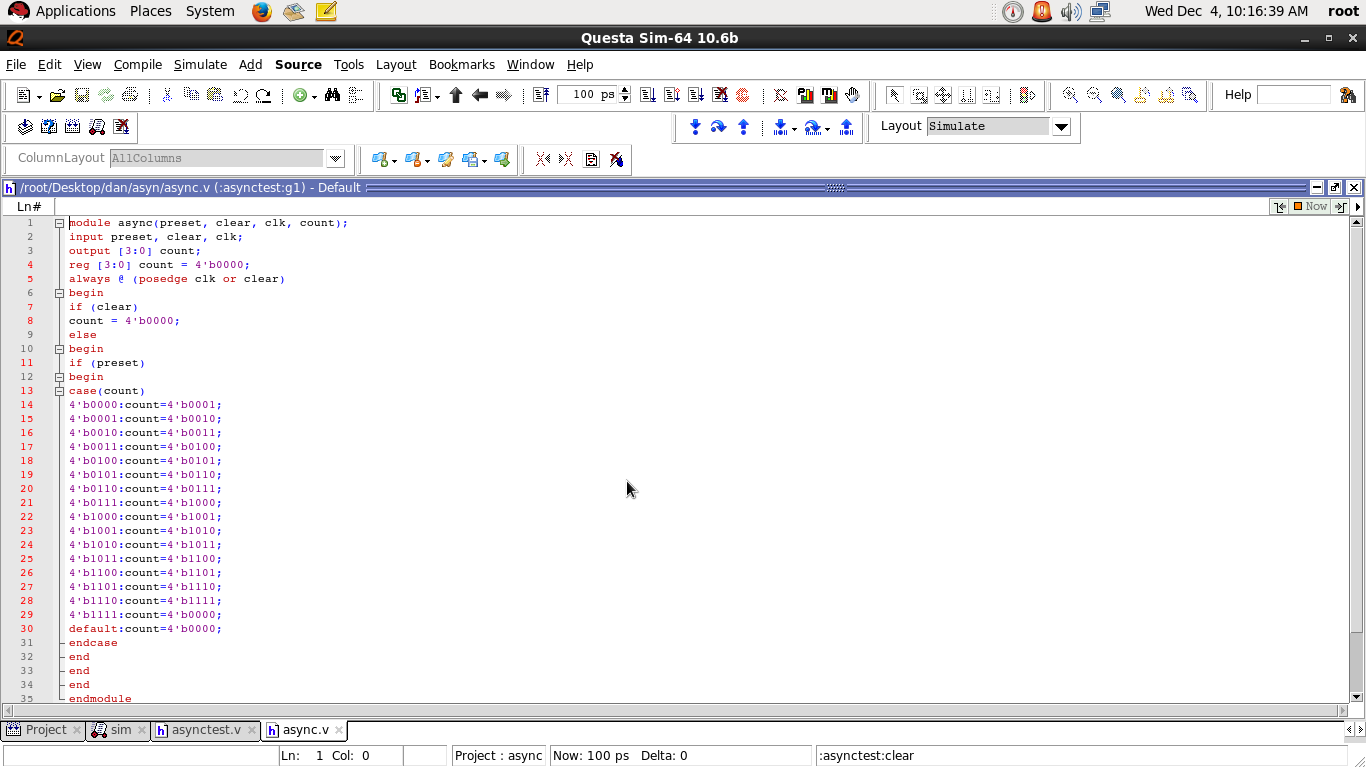 Applications Places System Wed Dec 4, 10:16:39 AM root
Questa Sim-64 10.6b
File Edit View Compile Simulate Add Source Tools Layout Bookmarks Window Help
100 ps Help
Layout Simulate
ColumnLayout AllColumns
/root/Desktop/dan/asyn/async.v (:asynctest:g1) - Default
Ln# Now
1 module async(preset, clear, clk, count);
2 input preset, clear, clk;
3 output [3:0] count;
4 reg [3:0] count = 4'b0000;
5 always @ (posedge clk or clear)
6 begin
7 if (clear)
8 count = 4'b0000;
9 else
10 begin
11 if (preset)
12 begin
13 case(count)
14 4'b0000:count=4'b0001;
15 4'b0001:count=4'b0010;
16 4'b0010:count=4'b0011;
17 4'b0011:count=4'b0100;
18 4'b0100:count=4'b0101;
19 4'b0101:count=4'b0110;
20 4'b0110:count=4'b0111;
21 4'b0111:count=4'b1000;
22 4'b1000:count=4'b1001;
23 4'b1001:count=4'b1010;
24 4'b1010:count=4'b1011;
25 4'b1011:count=4'b1100;
26 4'b1100:count=4'b1101;
27 4'b1101:count=4'b1110;
28 4'b1110:count=4'b1111;
29 4'b1111:count=4'b0000;
30 default:count=4'b0000;
31 endcase
32 end
33 end
34 end
35 endmodule
Project sim asynctest.v async.v
Ln: 1 Col: 0 Project : async Now: 100 ps Delta: 0 :asynctest:clear